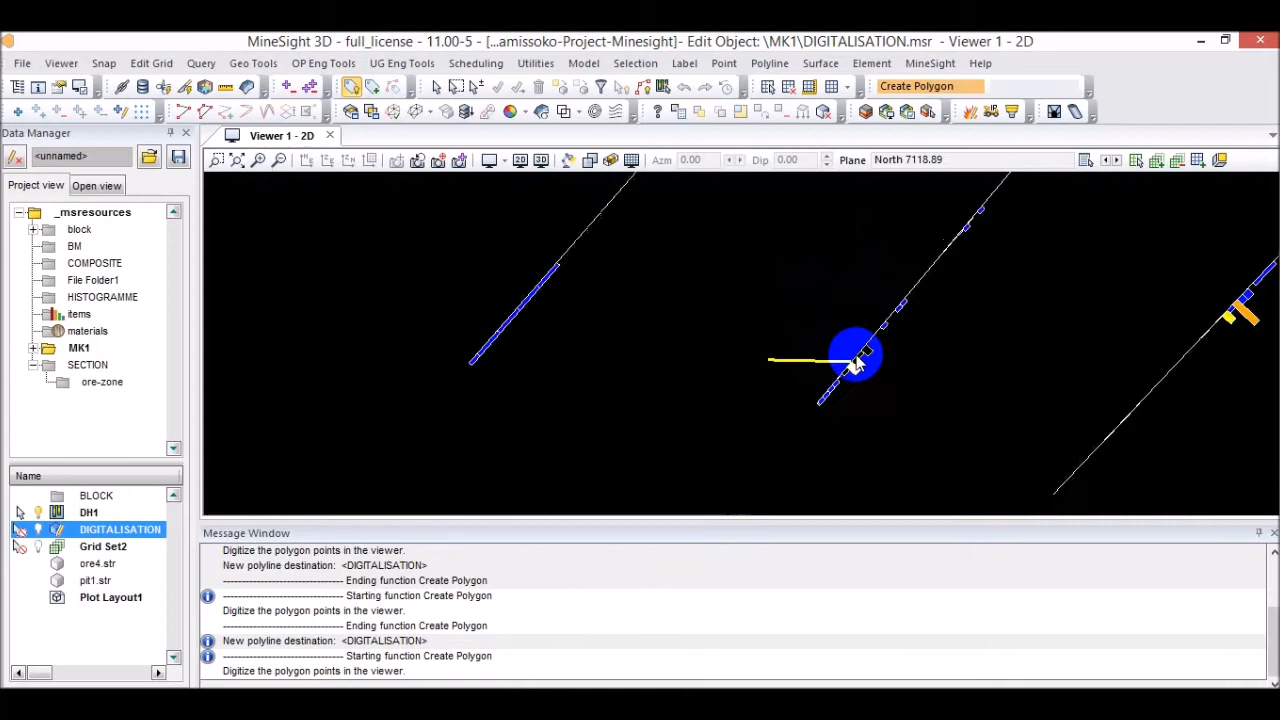 MineSight 3D - full_license - 11.00-5 - [...amissoko-Project-Minesight]- Edit Object: \MK1\DIGITALISATION.msr - Viewer 1 - 2D
File Viewer Snap Edit Grid Query Geo Tools OP Eng Tools UG Eng Tools Scheduling Utilities Model Selection Label Point Polyline Surface Element MineSight Help
Create Polygon
Data Manager
Viewer 1 - 2D
<unnamed>
2D 3D Azm 0.00 Dip 0.00 Plane North 7118.89
Project view Open view
_msresources
block
BM
COMPOSITE
File Folder1
HISTOGRAMME
items
materials
MK1
SECTION
ore-zone
Name
BLOCK
DH1
DIGITALISATION
Grid Set2
ore4.str
pit1.str
Plot Layout1
Message Window
Digitize the polygon points in the viewer.
New polyline destination: <DIGITALISATION>
-------------------------------- Ending function Create Polygon
-------------------------------- Starting function Create Polygon
Digitize the polygon points in the viewer.
-------------------------------- Ending function Create Polygon
New polyline destination: <DIGITALISATION>
-------------------------------- Starting function Create Polygon
Digitize the polygon points in the viewer.